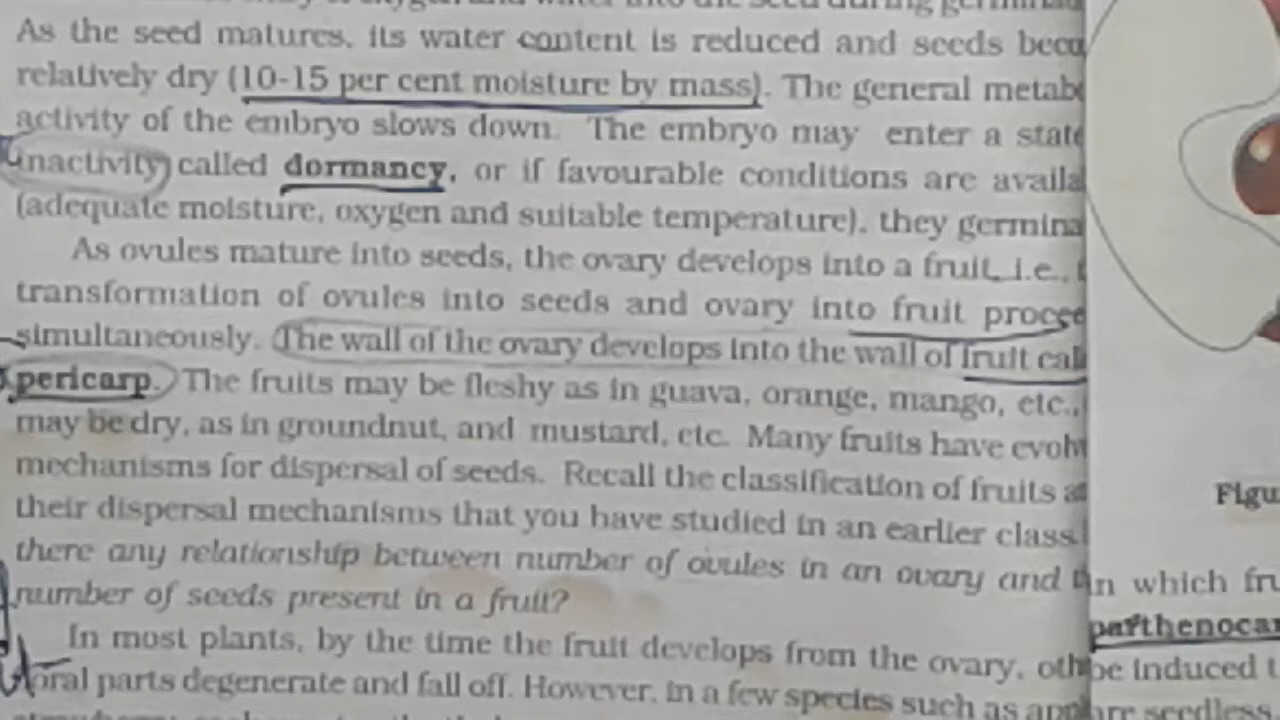 As the seed matures, its water content is reduced and seeds beco
relatively dry (10-15 per cent moisture by mass). The general metabo
activity of the embryo slows down. The embryo may enter a state
inactivity called dormancy, or if favourable conditions are availa
(adequate moisture, oxygen and suitable temperature), they germina
As ovules mature into seeds, the ovary develops into a fruit, i.e.,
transformation of ovules into seeds and ovary into fruit procee
simultaneously. The wall of the ovary develops into the wall of fruit call
pericarp. The fruits may be fleshy as in guava, orange, mango, etc.,
may be dry, as in groundnut, and mustard, etc. Many fruits have evolv
mechanisms for dispersal of seeds. Recall the classification of fruits a
their dispersal mechanisms that you have studied in an earlier class.
there any relationship between number of ovules in an ovary and
number of seeds present in a fruit?
In most plants, by the time the fruit develops from the ovary, oth
oral parts degenerate and fall off. However, in a few species such as app
Figu
in which fru
parthenocar
be induced t
are seedless